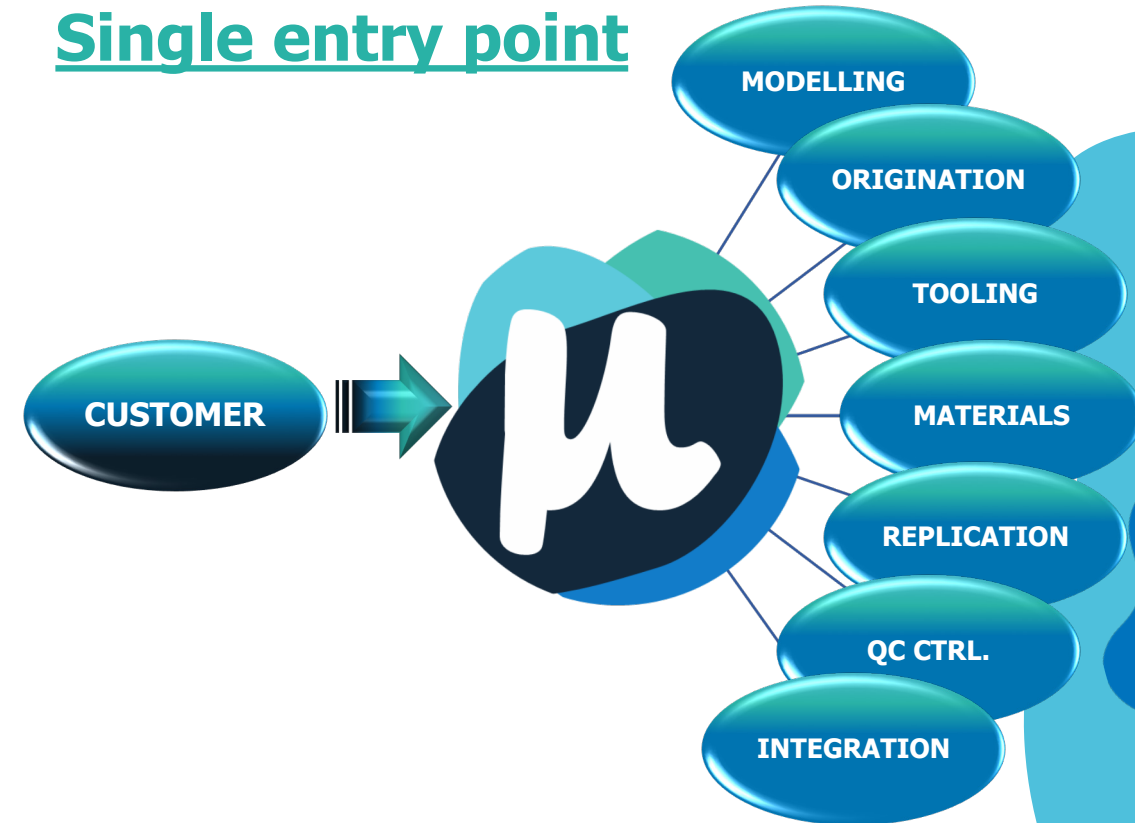 Single entry point
MODELLING
ORIGINATION
TOOLING
CUSTOMER
µ
MATERIALS
REPLICATION
QC CTRL.
INTEGRATION